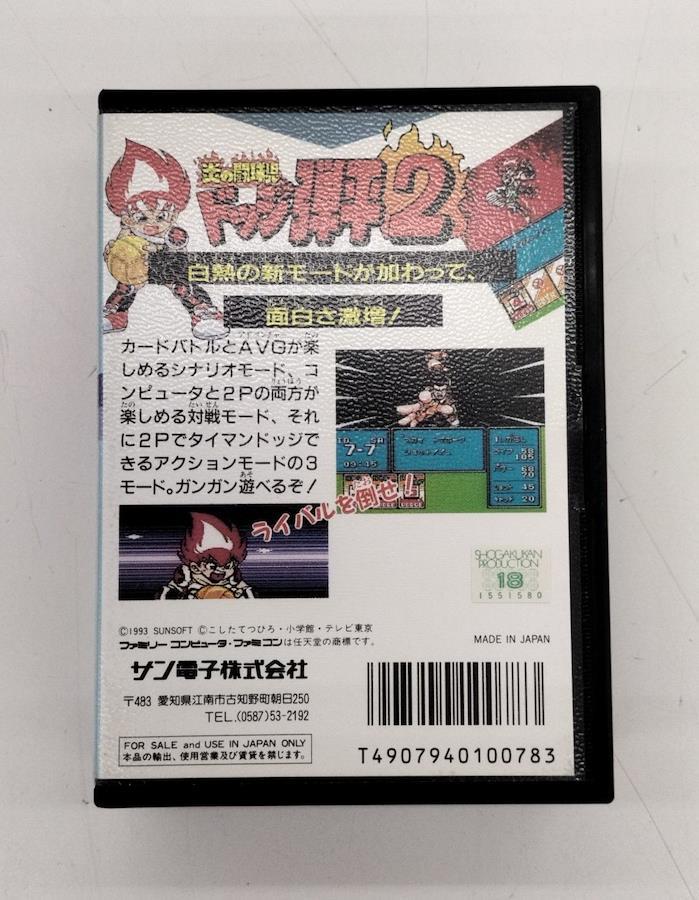 炎の闘球児
ドッジ弾平2
白熱の新モードが加わって、
面白さ激増!
カードバトルとAVGが楽
しめるシナリオモード、コ
ンピュータと2Pの両方が
楽しめる対戦モード、それ
に2Pでタイマンドッジで
きるアクションモードの3
モード。ガンガン遊べるぞ!
7-7
09:45
58
105
68
70
45
20
ライバルを倒せ!
SHOGAKUKAN
PRODUCTION
18
1551580
©1993 SUNSOFT ©こしたてつひろ・小学館・テレビ東京
ファミリーコンピュータ・ファミコンは任天堂の商標です。
MADE IN JAPAN
サン電子株式会社
〒483 愛知県江南市古知野町朝日250
TEL.(0587)53-2192
FOR SALE and USE IN JAPAN ONLY
本品の輸出、使用営業及び賃貸を禁じます。
T4907940100783